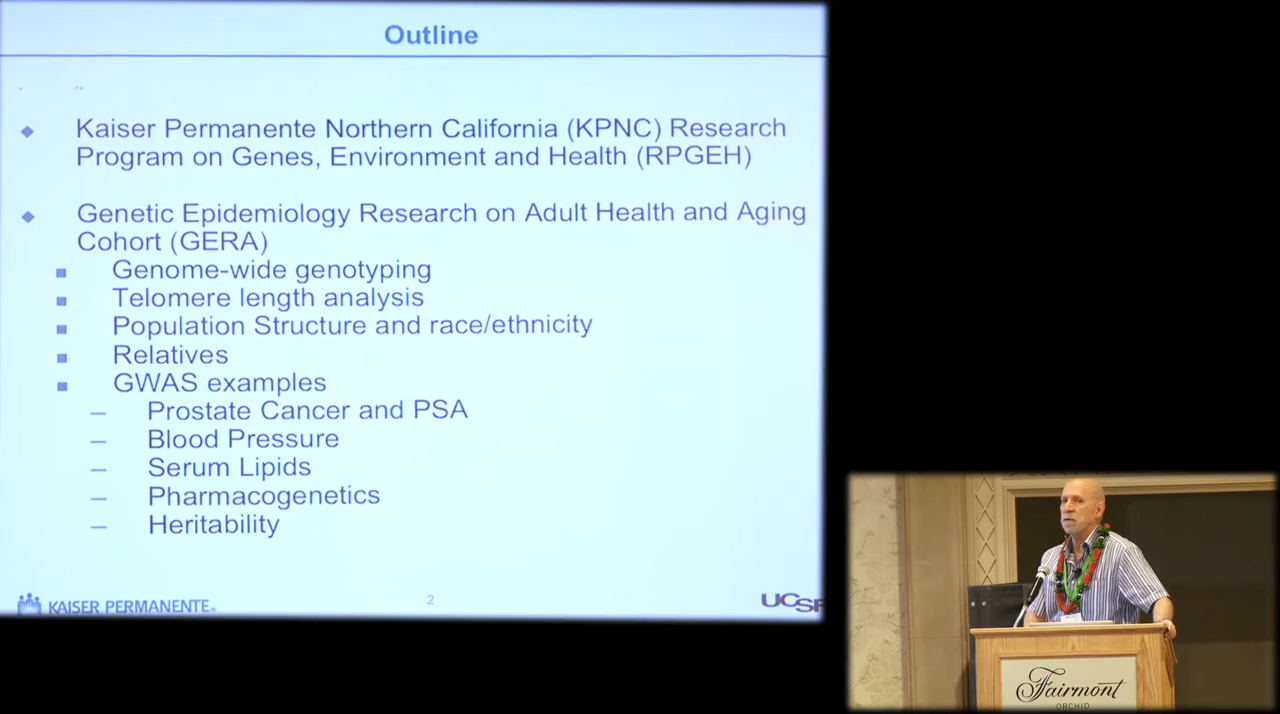 Outline
Kaiser Permanente Northern California (KPNC) Research
Program on Genes, Environment and Health (RPGEH)
Genetic Epidemiology Research on Adult Health and Aging
Cohort (GERA)
Genome-wide genotyping
Telomere length analysis
Population Structure and race/ethnicity
Relatives
GWAS examples
– Prostate Cancer and PSA
– Blood Pressure
– Serum Lipids
– Pharmacogenetics
– Heritability
KAISER PERMANENTE®
2
UCSF
Fairmont
ORCHID